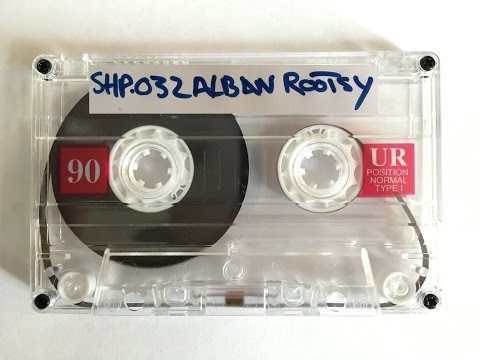 SHP.032 ALBAN ROOTSY
90
UR
POSITION
NORMAL
TYPE I